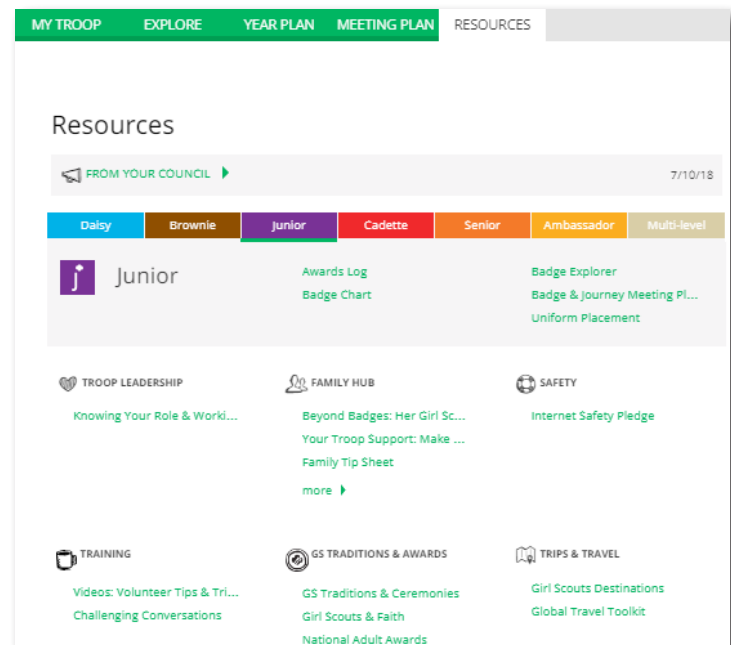 MY TROOP EXPLORE YEAR PLAN MEETING PLAN RESOURCES
Resources
FROM YOUR COUNCIL 7/10/18
Daisy Brownie Junior Cadette Senior Ambassador Multi-level
j Junior
Awards Log
Badge Chart
Badge Explorer
Badge & Journey Meeting Pl...
Uniform Placement
TROOP LEADERSHIP
Knowing Your Role & Worki...
FAMILY HUB
Beyond Badges: Her Girl Sc...
Your Troop Support: Make ...
Family Tip Sheet
more
SAFETY
Internet Safety Pledge
TRAINING
Videos: Volunteer Tips & Tri...
Challenging Conversations
GS TRADITIONS & AWARDS
GS Traditions & Ceremonies
Girl Scouts & Faith
National Adult Awards
TRIPS & TRAVEL
Girl Scouts Destinations
Global Travel Toolkit